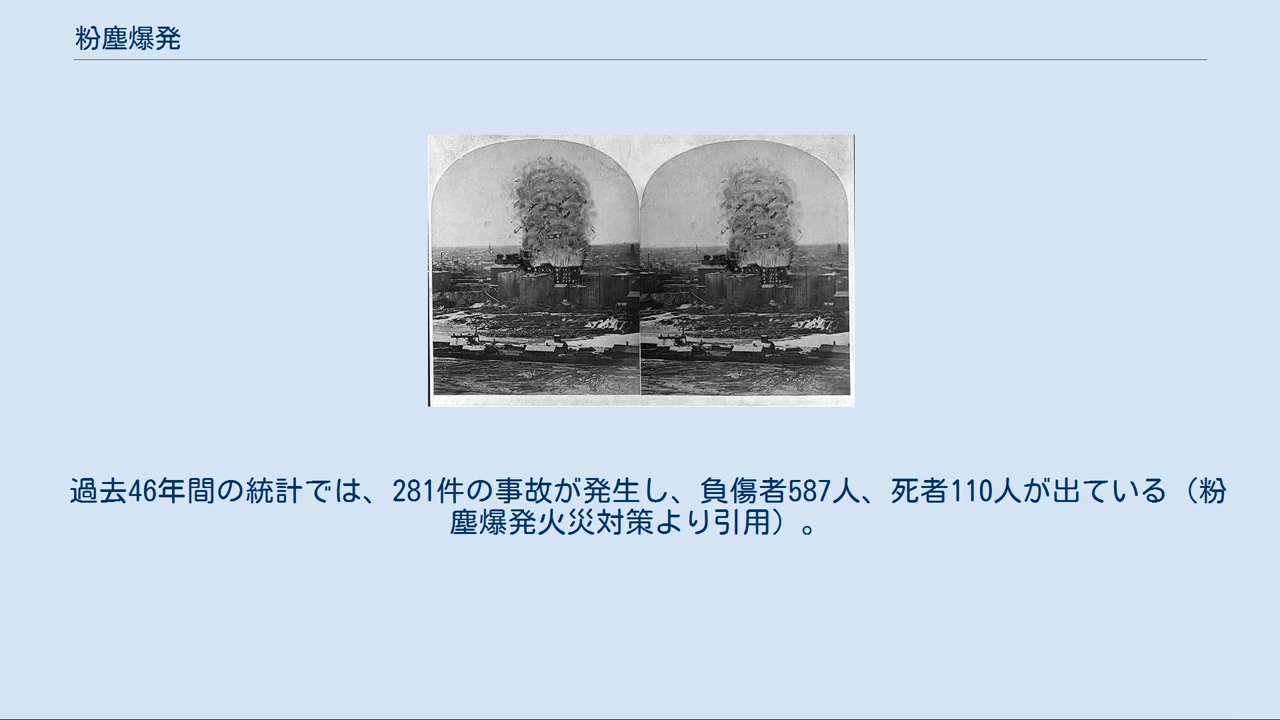 粉塵爆発
過去46年間の統計では、281件の事故が発生し、負傷者587人、死者110人が出ている（粉
塵爆発火災対策より引用）。